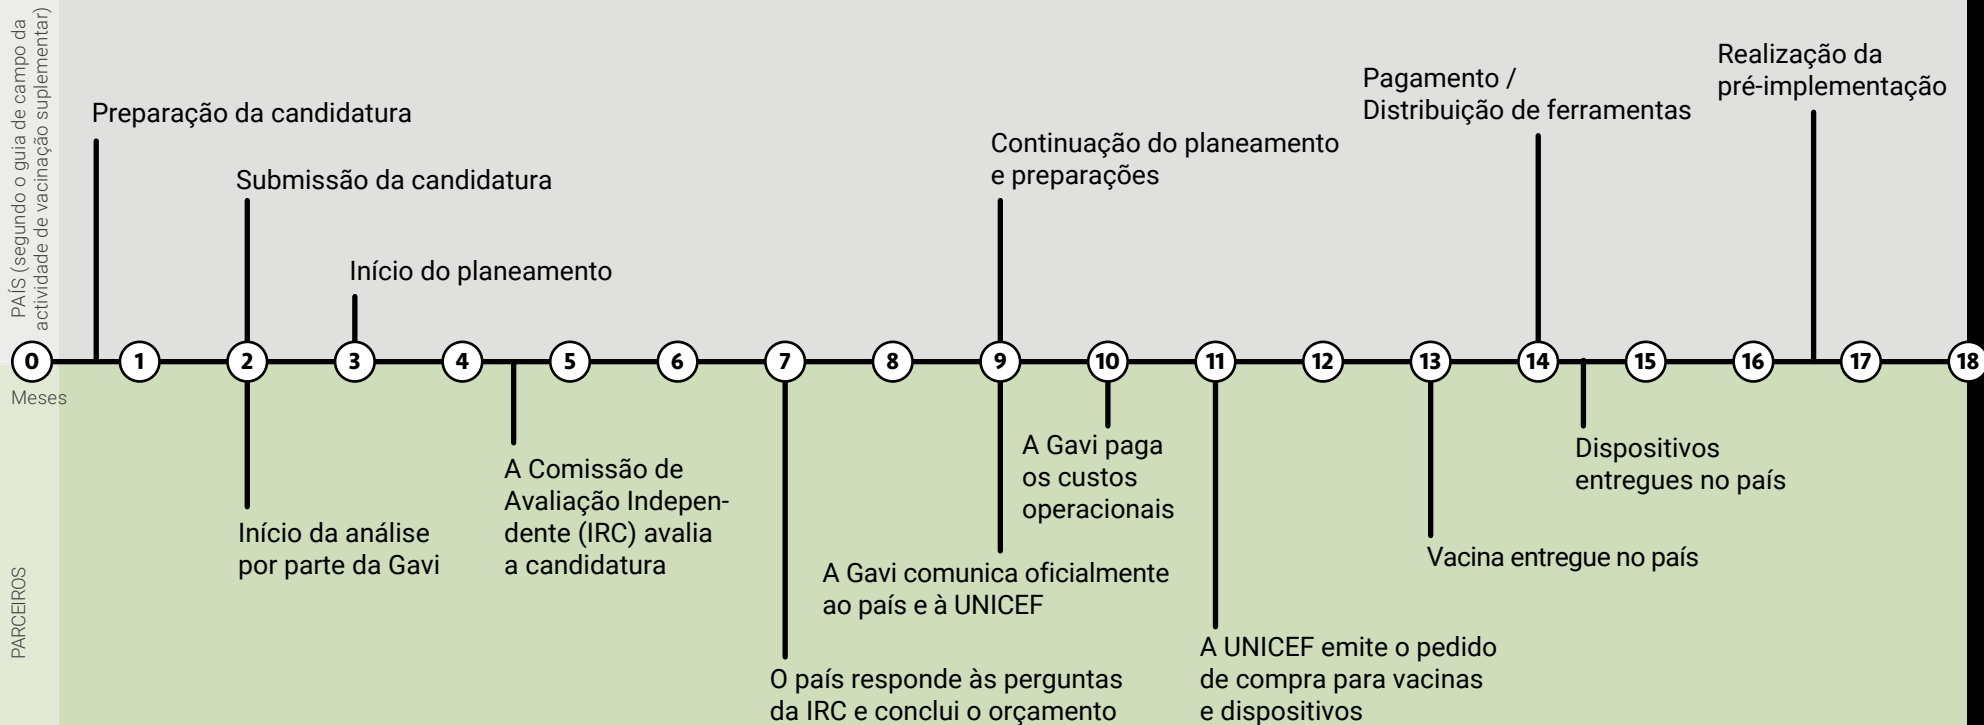 PAÍS (segundo o guia de campo da
actividade de vacinação suplementar)
Preparação da candidatura
Submissão da candidatura
Início do planeamento
Continuação do planeamento
e preparações
Pagamento /
Distribuição de ferramentas
Realização da
pré-implementação
0
1
2
3
4
5
6
7
8
9
10
11
12
13
14
15
16
17
18
Meses
PARCEIROS
Início da análise
por parte da Gavi
A Comissão de
Avaliação Indepen-
dente (IRC) avalia
a candidatura
O país responde às perguntas
da IRC e conclui o orçamento
A Gavi comunica oficialmente
ao país e à UNICEF
A Gavi paga
os custos
operacionais
A UNICEF emite o pedido
de compra para vacinas
e dispositivos
Vacina entregue no país
Dispositivos
entregues no país